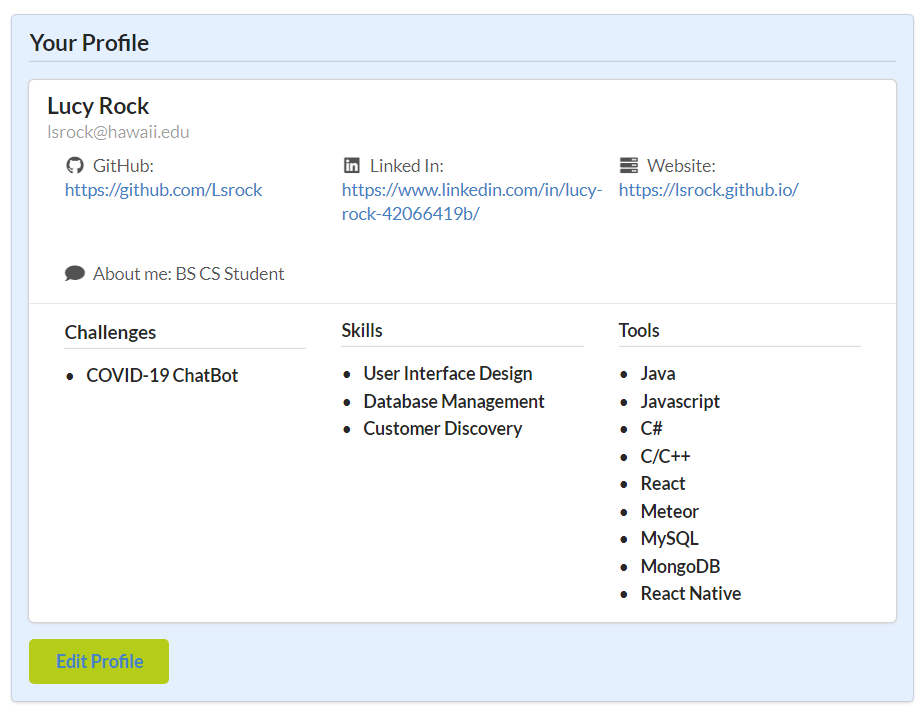 Your Profile
Lucy Rock
lsrock@hawaii.edu
GitHub:
https://github.com/Lsrock
Linked In:
https://www.linkedin.com/in/lucy-
rock-42066419b/
Website:
https://lsrock.github.io/
About me: BS CS Student
Challenges
COVID-19 ChatBot
Skills
User Interface Design
Database Management
Customer Discovery
Tools
Java
Javascript
C#
C/C++
React
Meteor
MySQL
MongoDB
React Native
Edit Profile